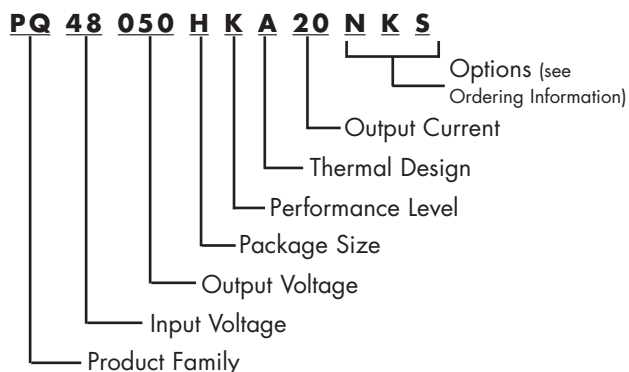 PQ 48 050 H K A 20 N K S
Options (see
Ordering Information)
Output Current
Thermal Design
Performance Level
Package Size
Output Voltage
Input Voltage
Product Family